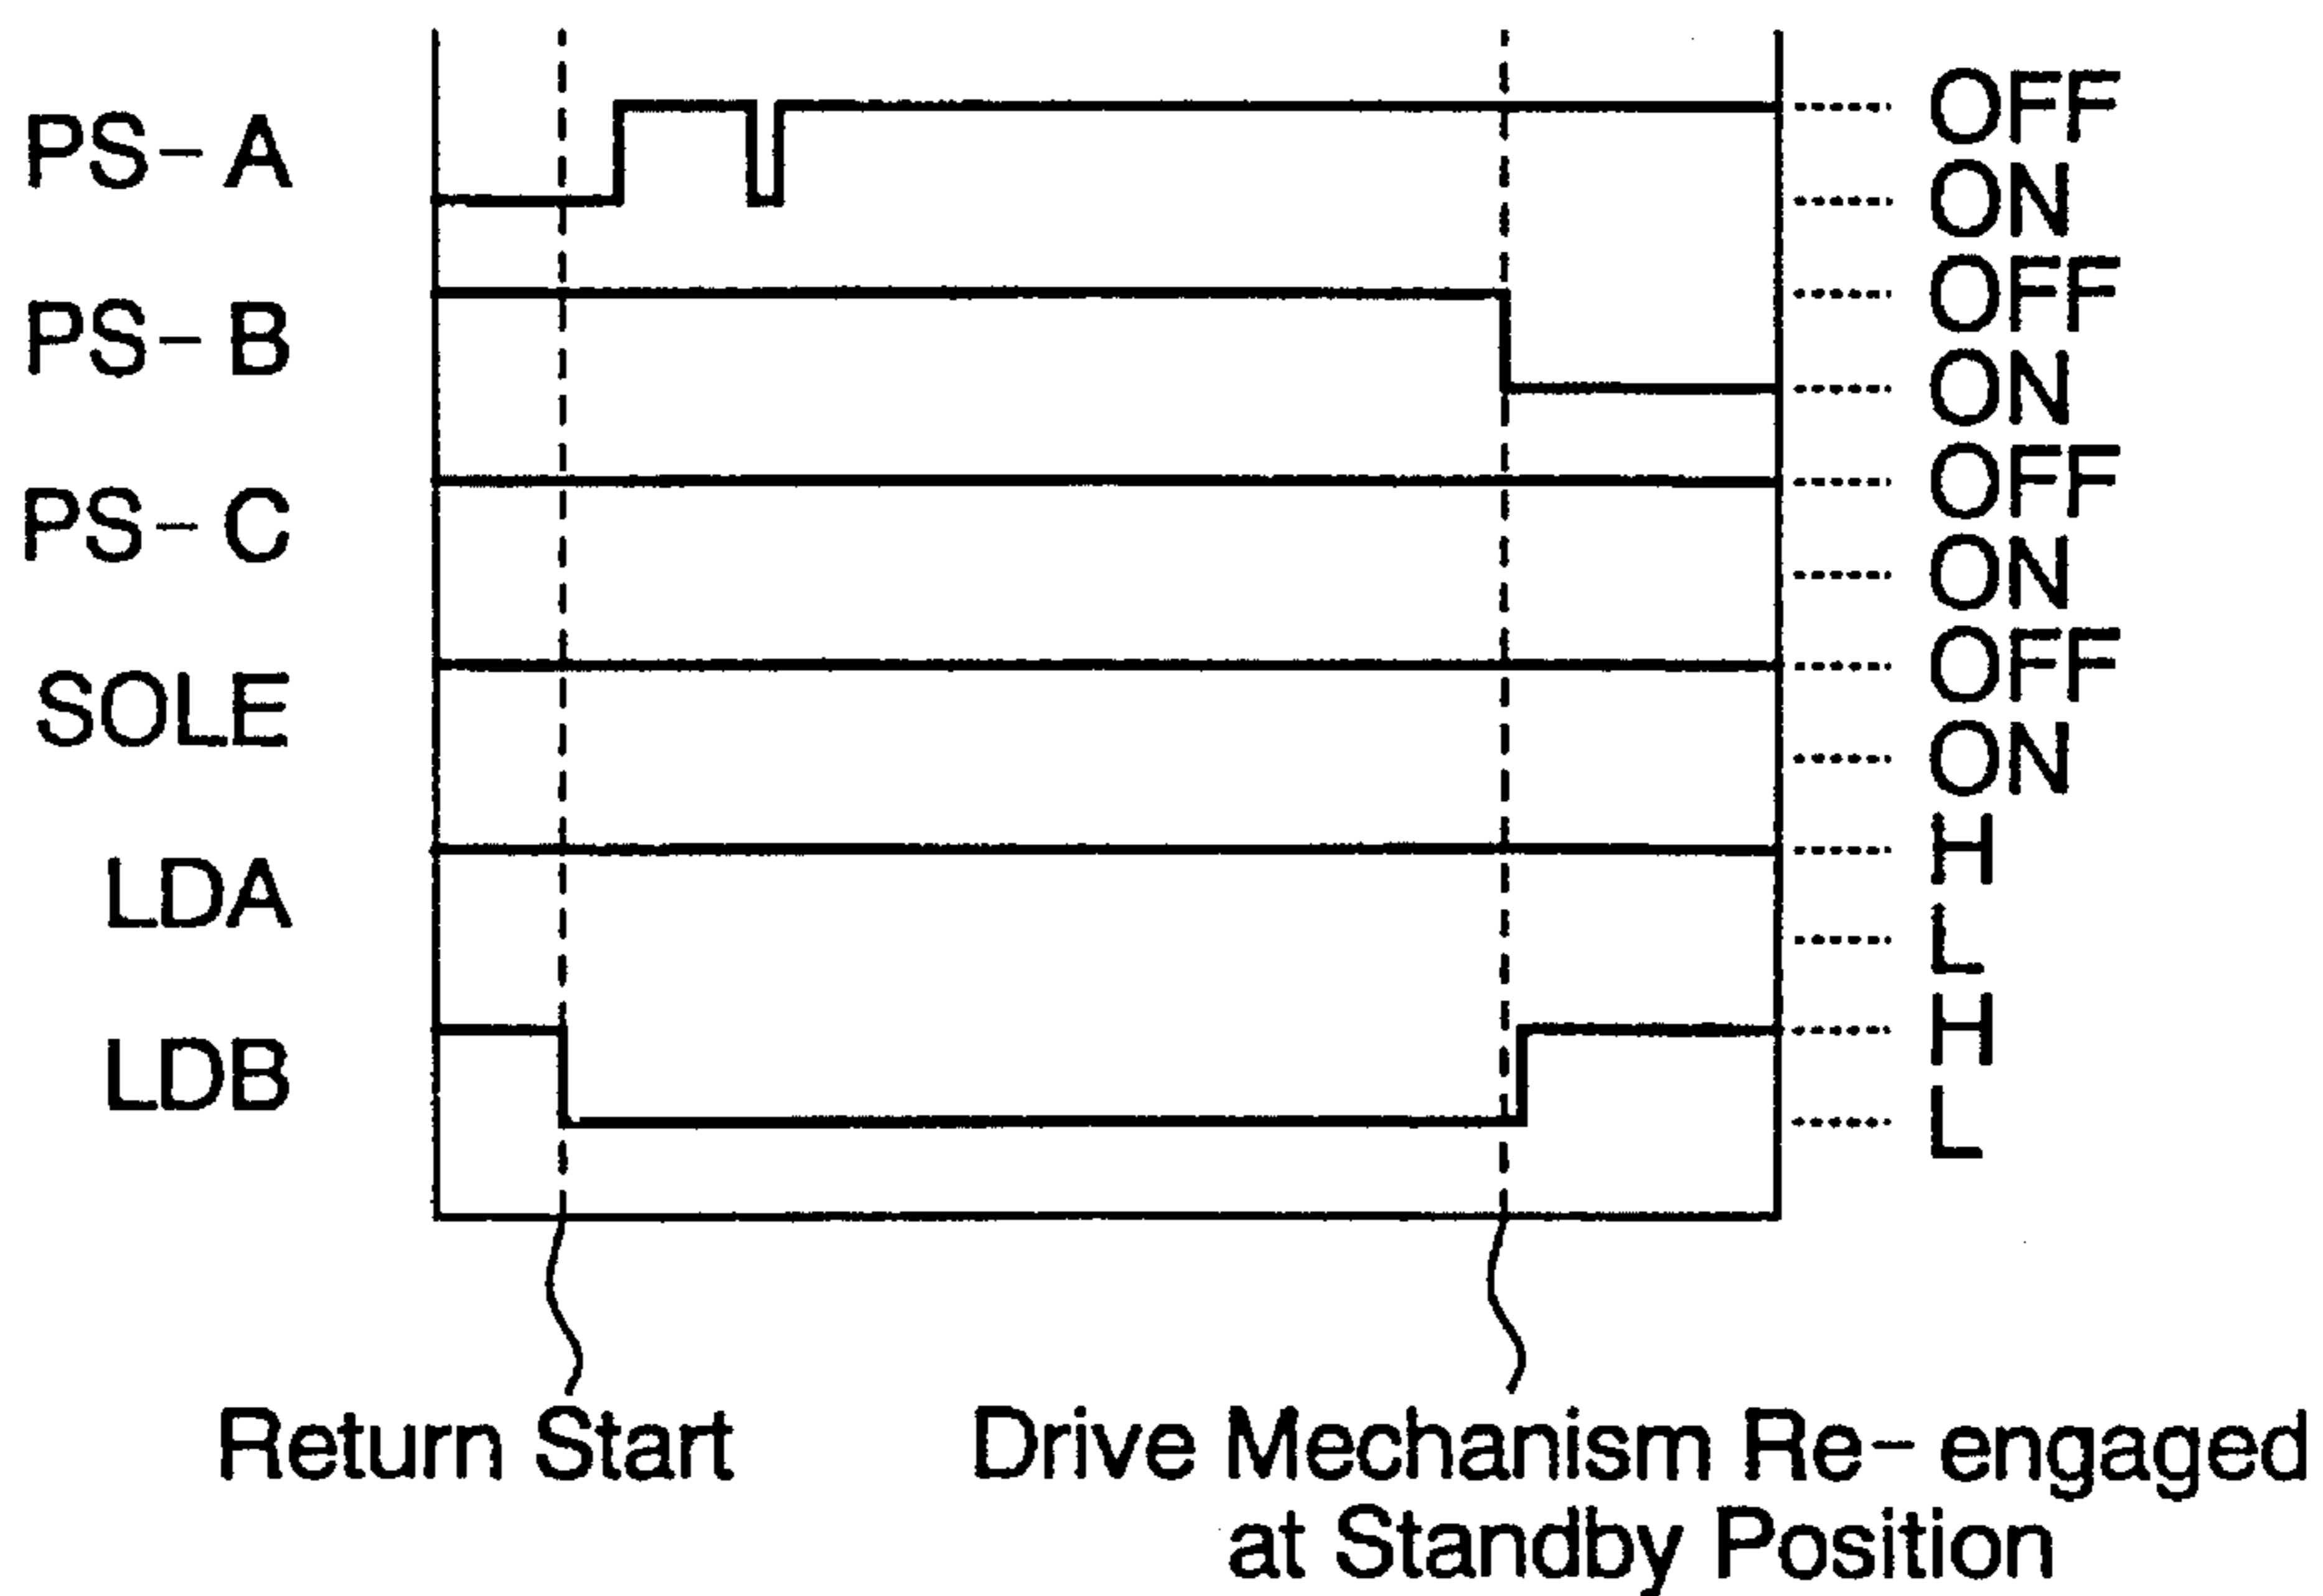 PS-A
OFF
ON
PS-B
OFF
ON
PS-C
OFF
ON
SOLE
OFF
ON
LDA
H
L
LDB
H
L
Return Start
Drive Mechanism Re-engaged
at Standby Position